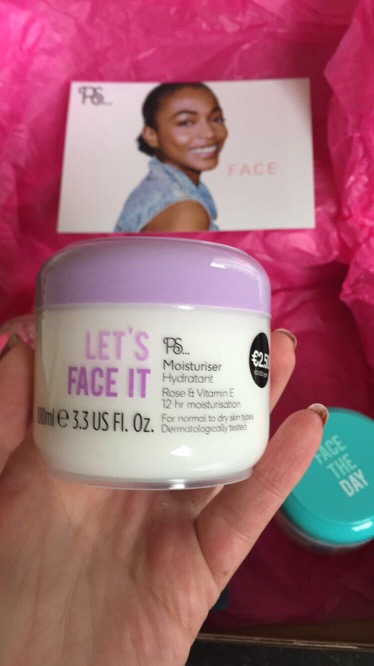 PS...
FACE
LET'S
FACE IT
PS...
Moisturiser
Hydratant
Rose & Vitamin E
12 hr moisturisation
For normal to dry skin types
Dermatologically tested
100ml e 3.3 US Fl. Oz.
FACE
THE
DAY